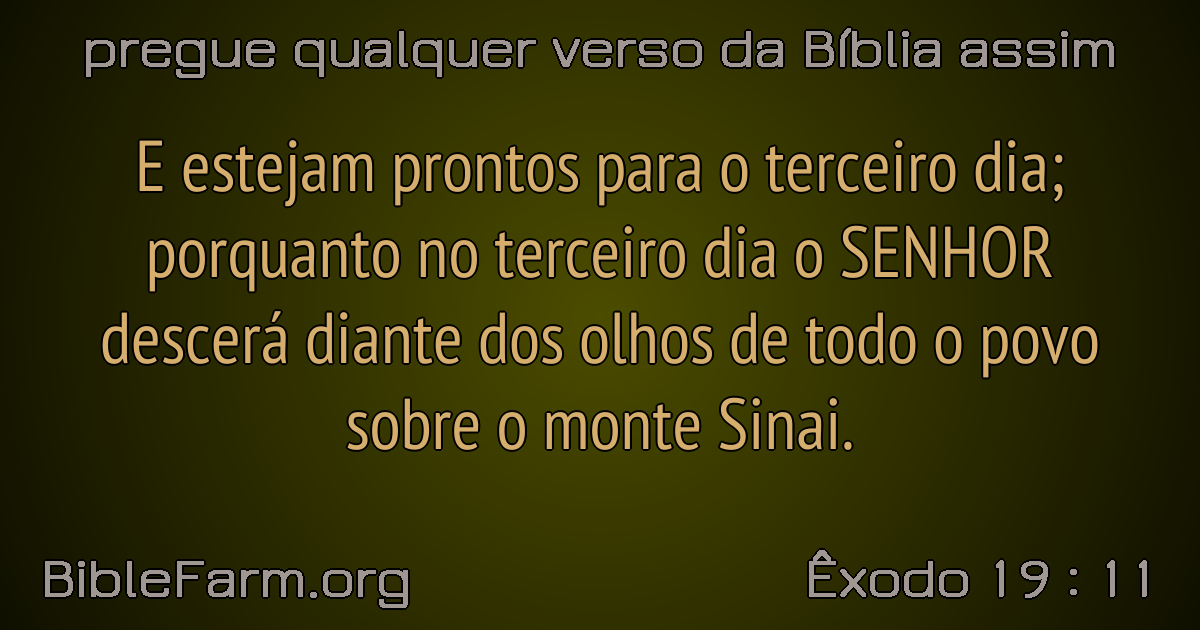 pregue qualquer verso da Bíblia assim
E estejam prontos para o terceiro dia;
porquanto no terceiro dia o SENHOR
descerá diante dos olhos de todo o povo
sobre o monte Sinai.
BibleFarm.org
Êxodo 19 : 11